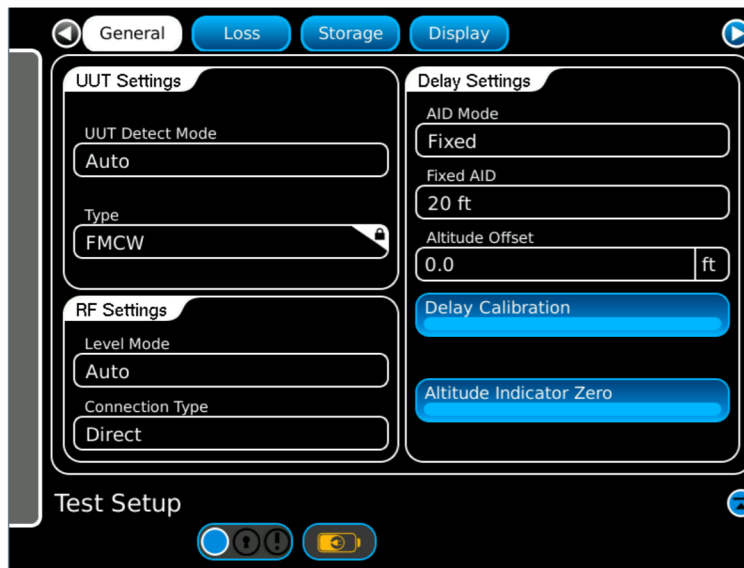 General
Loss
Storage
Display
UUT Settings
UUT Detect Mode
Auto
Type
FMCW
RF Settings
Level Mode
Auto
Connection Type
Direct
Delay Settings
AID Mode
Fixed
Fixed AID
20 ft
Altitude Offset
0.0 ft
Delay Calibration
Altitude Indicator Zero
Test Setup